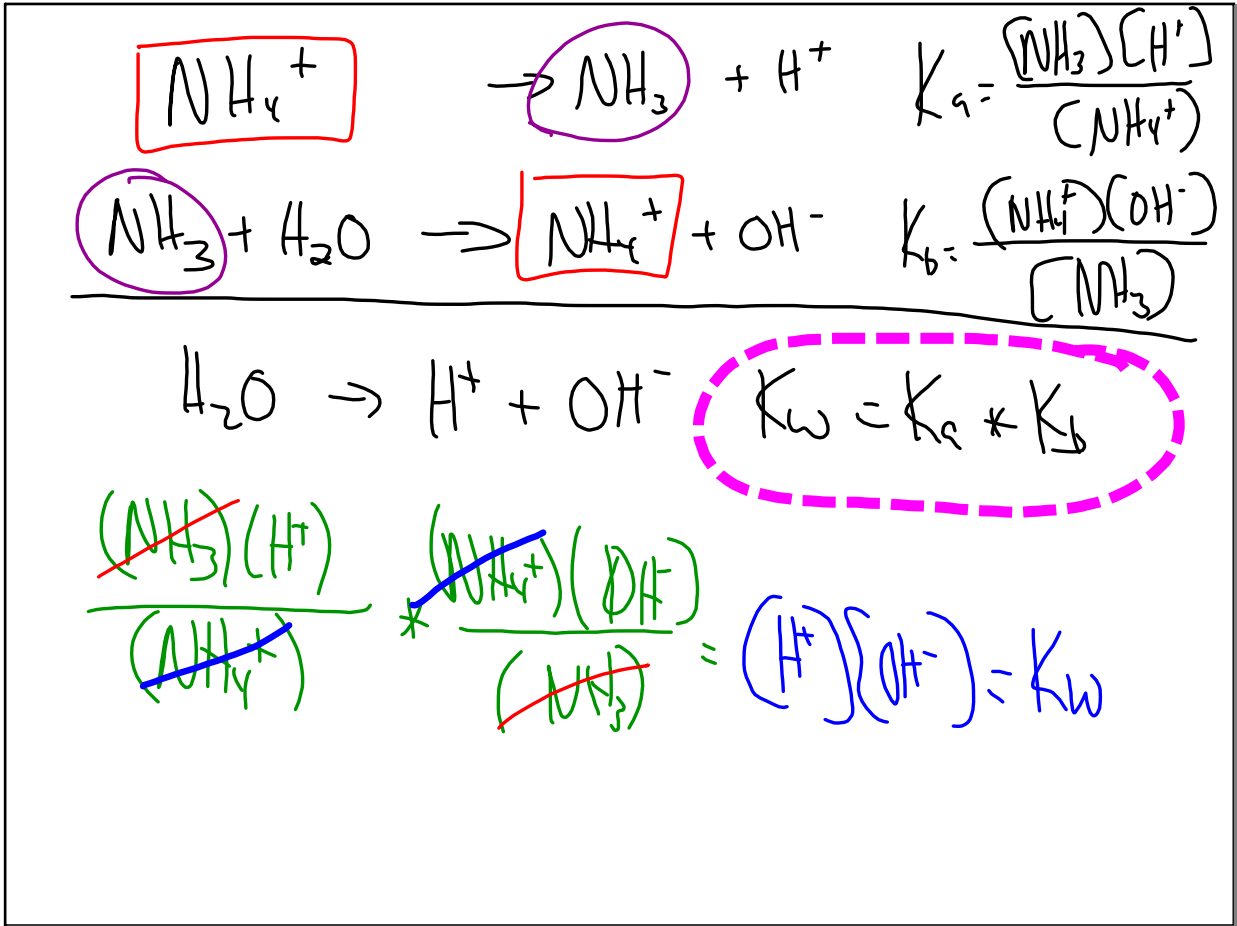 NH₄⁺ → NH₃ + H⁺ Ka = [NH₃][H⁺] / (NH₄⁺)
NH₃ + H₂O → NH₄⁺ + OH⁻ Kb = (NH₄⁺)(OH⁻) / [NH₃]
H₂O → H⁺ + OH⁻ Kw = Ka * Kb
(NH₃)(H⁺) / (NH₄⁺) * (NH₄⁺)(OH⁻) / (NH₃) = (H⁺)(OH⁻) = Kw